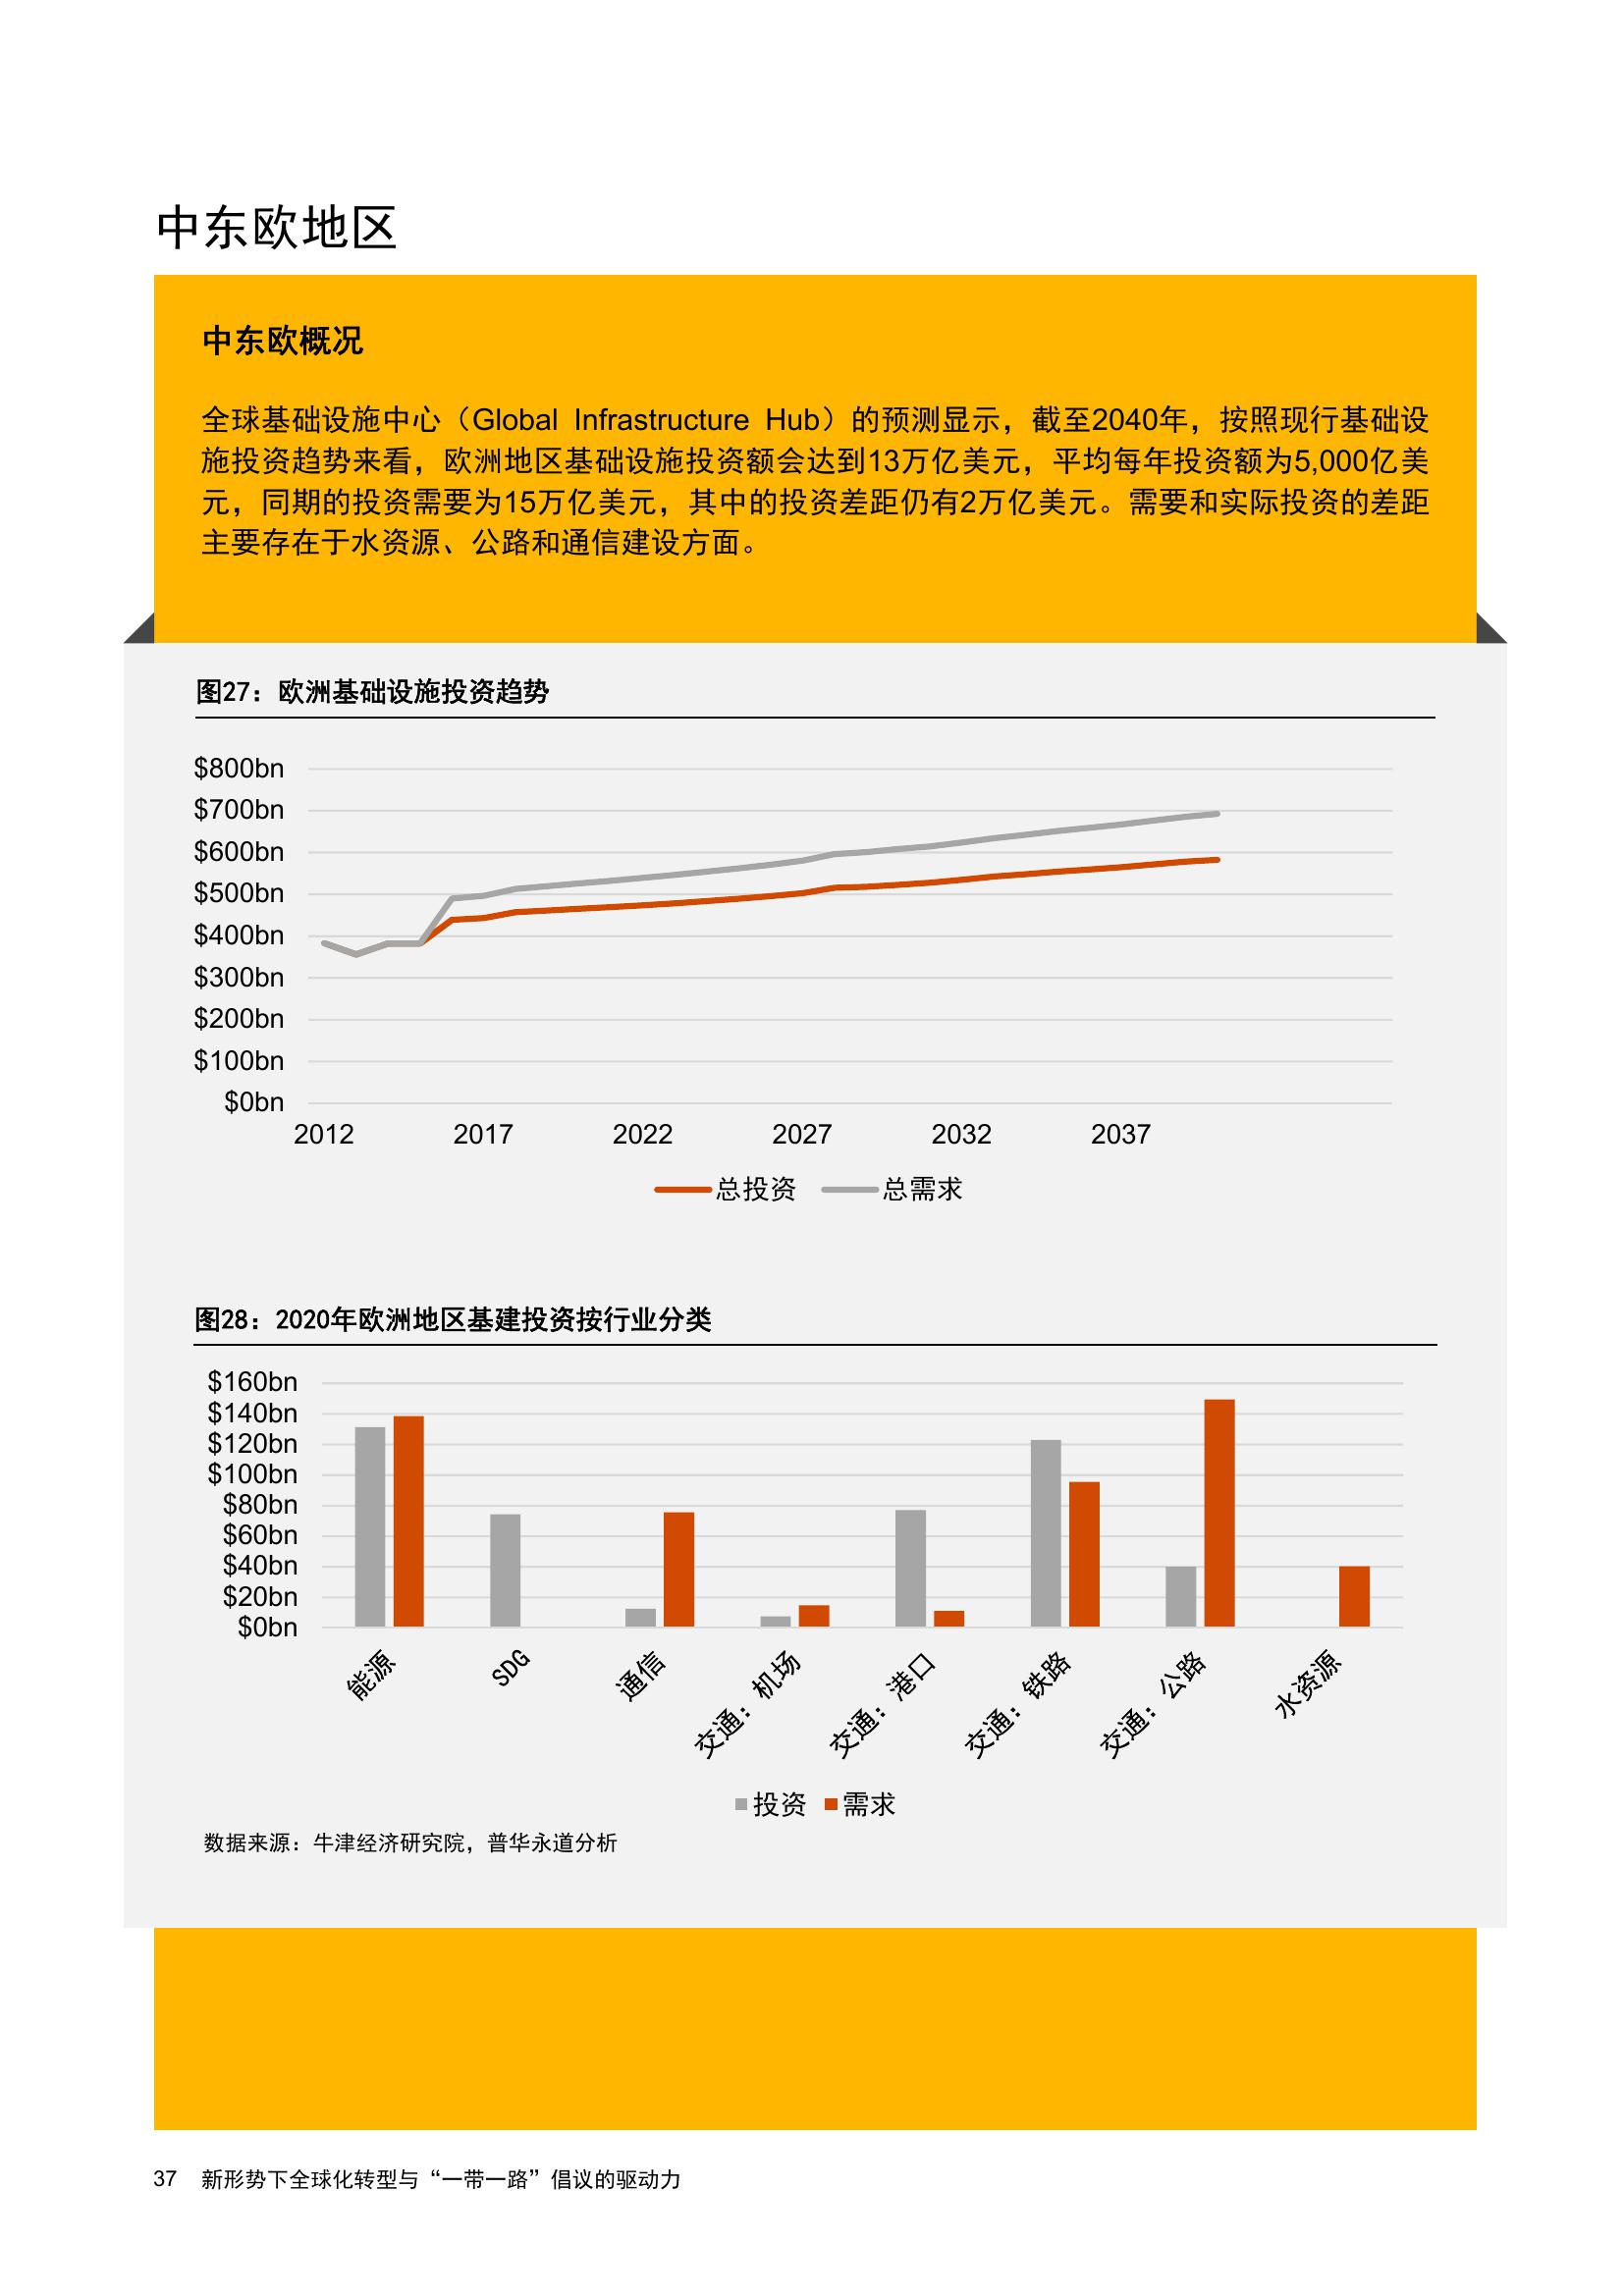 中东欧地区
中东欧概况
全球基础设施中心（Global Infrastructure Hub）的预测显示，截至2040年，按照现行基础设
施投资趋势来看，欧洲地区基础设施投资额会达到13万亿美元，平均每年投资额为5,000亿美
元，同期的投资需要为15万亿美元，其中的投资差距仍有2万亿美元。需要和实际投资的差距
主要存在于水资源、公路和通信建设方面。
图27：欧洲基础设施投资趋势
$800bn
$700bn
$600bn
$500bn
$400bn
$300bn
$200bn
$100bn
$0bn
2012 2017 2022 2027 2032 2037
总投资 总需求
图28：2020年欧洲地区基建投资按行业分类
$160bn
$140bn
$120bn
$100bn
$80bn
$60bn
$40bn
$20bn
$0bn
能源
SDG
通信
交通：机场
交通：港口
交通：铁路
交通：公路
水资源
投资 需求
数据来源：牛津经济研究院，普华永道分析
37 新形势下全球化转型与“一带一路”倡议的驱动力